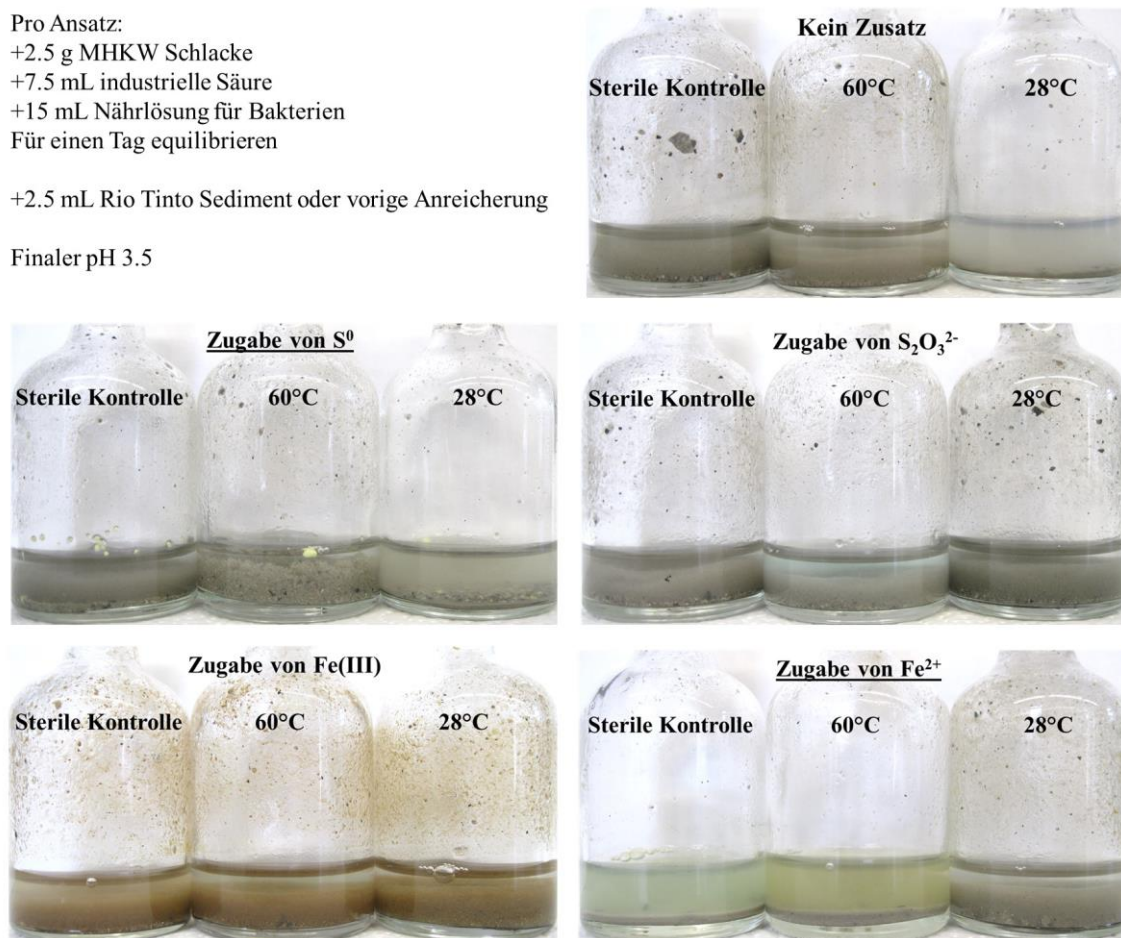 Pro Ansatz:
+2.5 g MHKW Schlacke
+7.5 mL industrielle Säure
+15 mL Nährlösung für Bakterien
Für einen Tag equilibrieren
+2.5 mL Rio Tinto Sediment oder vorige Anreicherung
Finaler pH 3.5
Kein Zusatz
Sterile Kontrolle 60°C 28°C
Zugabe von S⁰
Sterile Kontrolle 60°C 28°C
Zugabe von S₂O₃²⁻
Sterile Kontrolle 60°C 28°C
Zugabe von Fe(III)
Sterile Kontrolle 60°C 28°C
Zugabe von Fe²⁺
Sterile Kontrolle 60°C 28°C